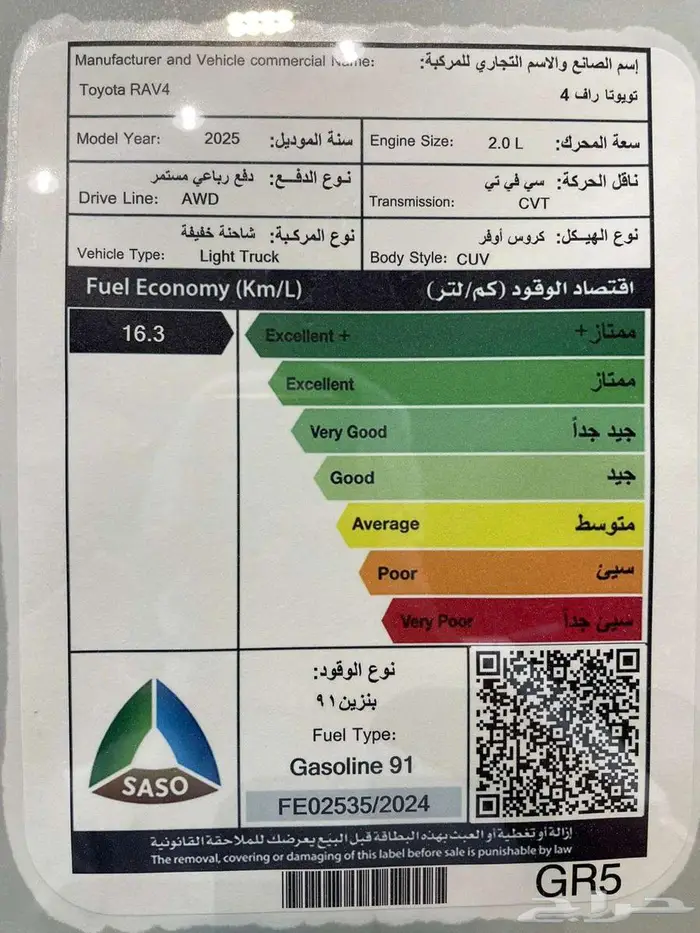 Manufacturer and Vehicle commercial Name: إسم الصانع والاسم التجاري للمركبة:
Toyota RAV4 تويوتا راف 4
Model Year: 2025 سنة الموديل:
Engine Size: 2.0 L سعة المحرك:
نـوع الدفـــع: دفع رباعي مستمر
Drive Line: AWD
ناقل الحركة: سي في تي
Transmission: CVT
نوع المركـبة: شاحنة خفيفة
Vehicle Type: Light Truck
نوع الهيـكل: كروس أوفر
Body Style: CUV
Fuel Economy (Km/L) اقتصاد الوقود (كم/لتر)
16.3
Excellent + ممتاز+
Excellent ممتاز
Very Good جيد جداً
Good جيد
Average متوسط
Poor سيئ
Very Poor سيئ جداً
نوع الوقود:
بنزين ٩١
Fuel Type:
Gasoline 91
FE02535/2024
SASO
إزالة أو تغطية أو العبث بهذه البطاقة قبل البيع يعرضك للملاحقة القانونية
The removal, covering or damaging of this label before sale is punishable by law
GR5
حراج